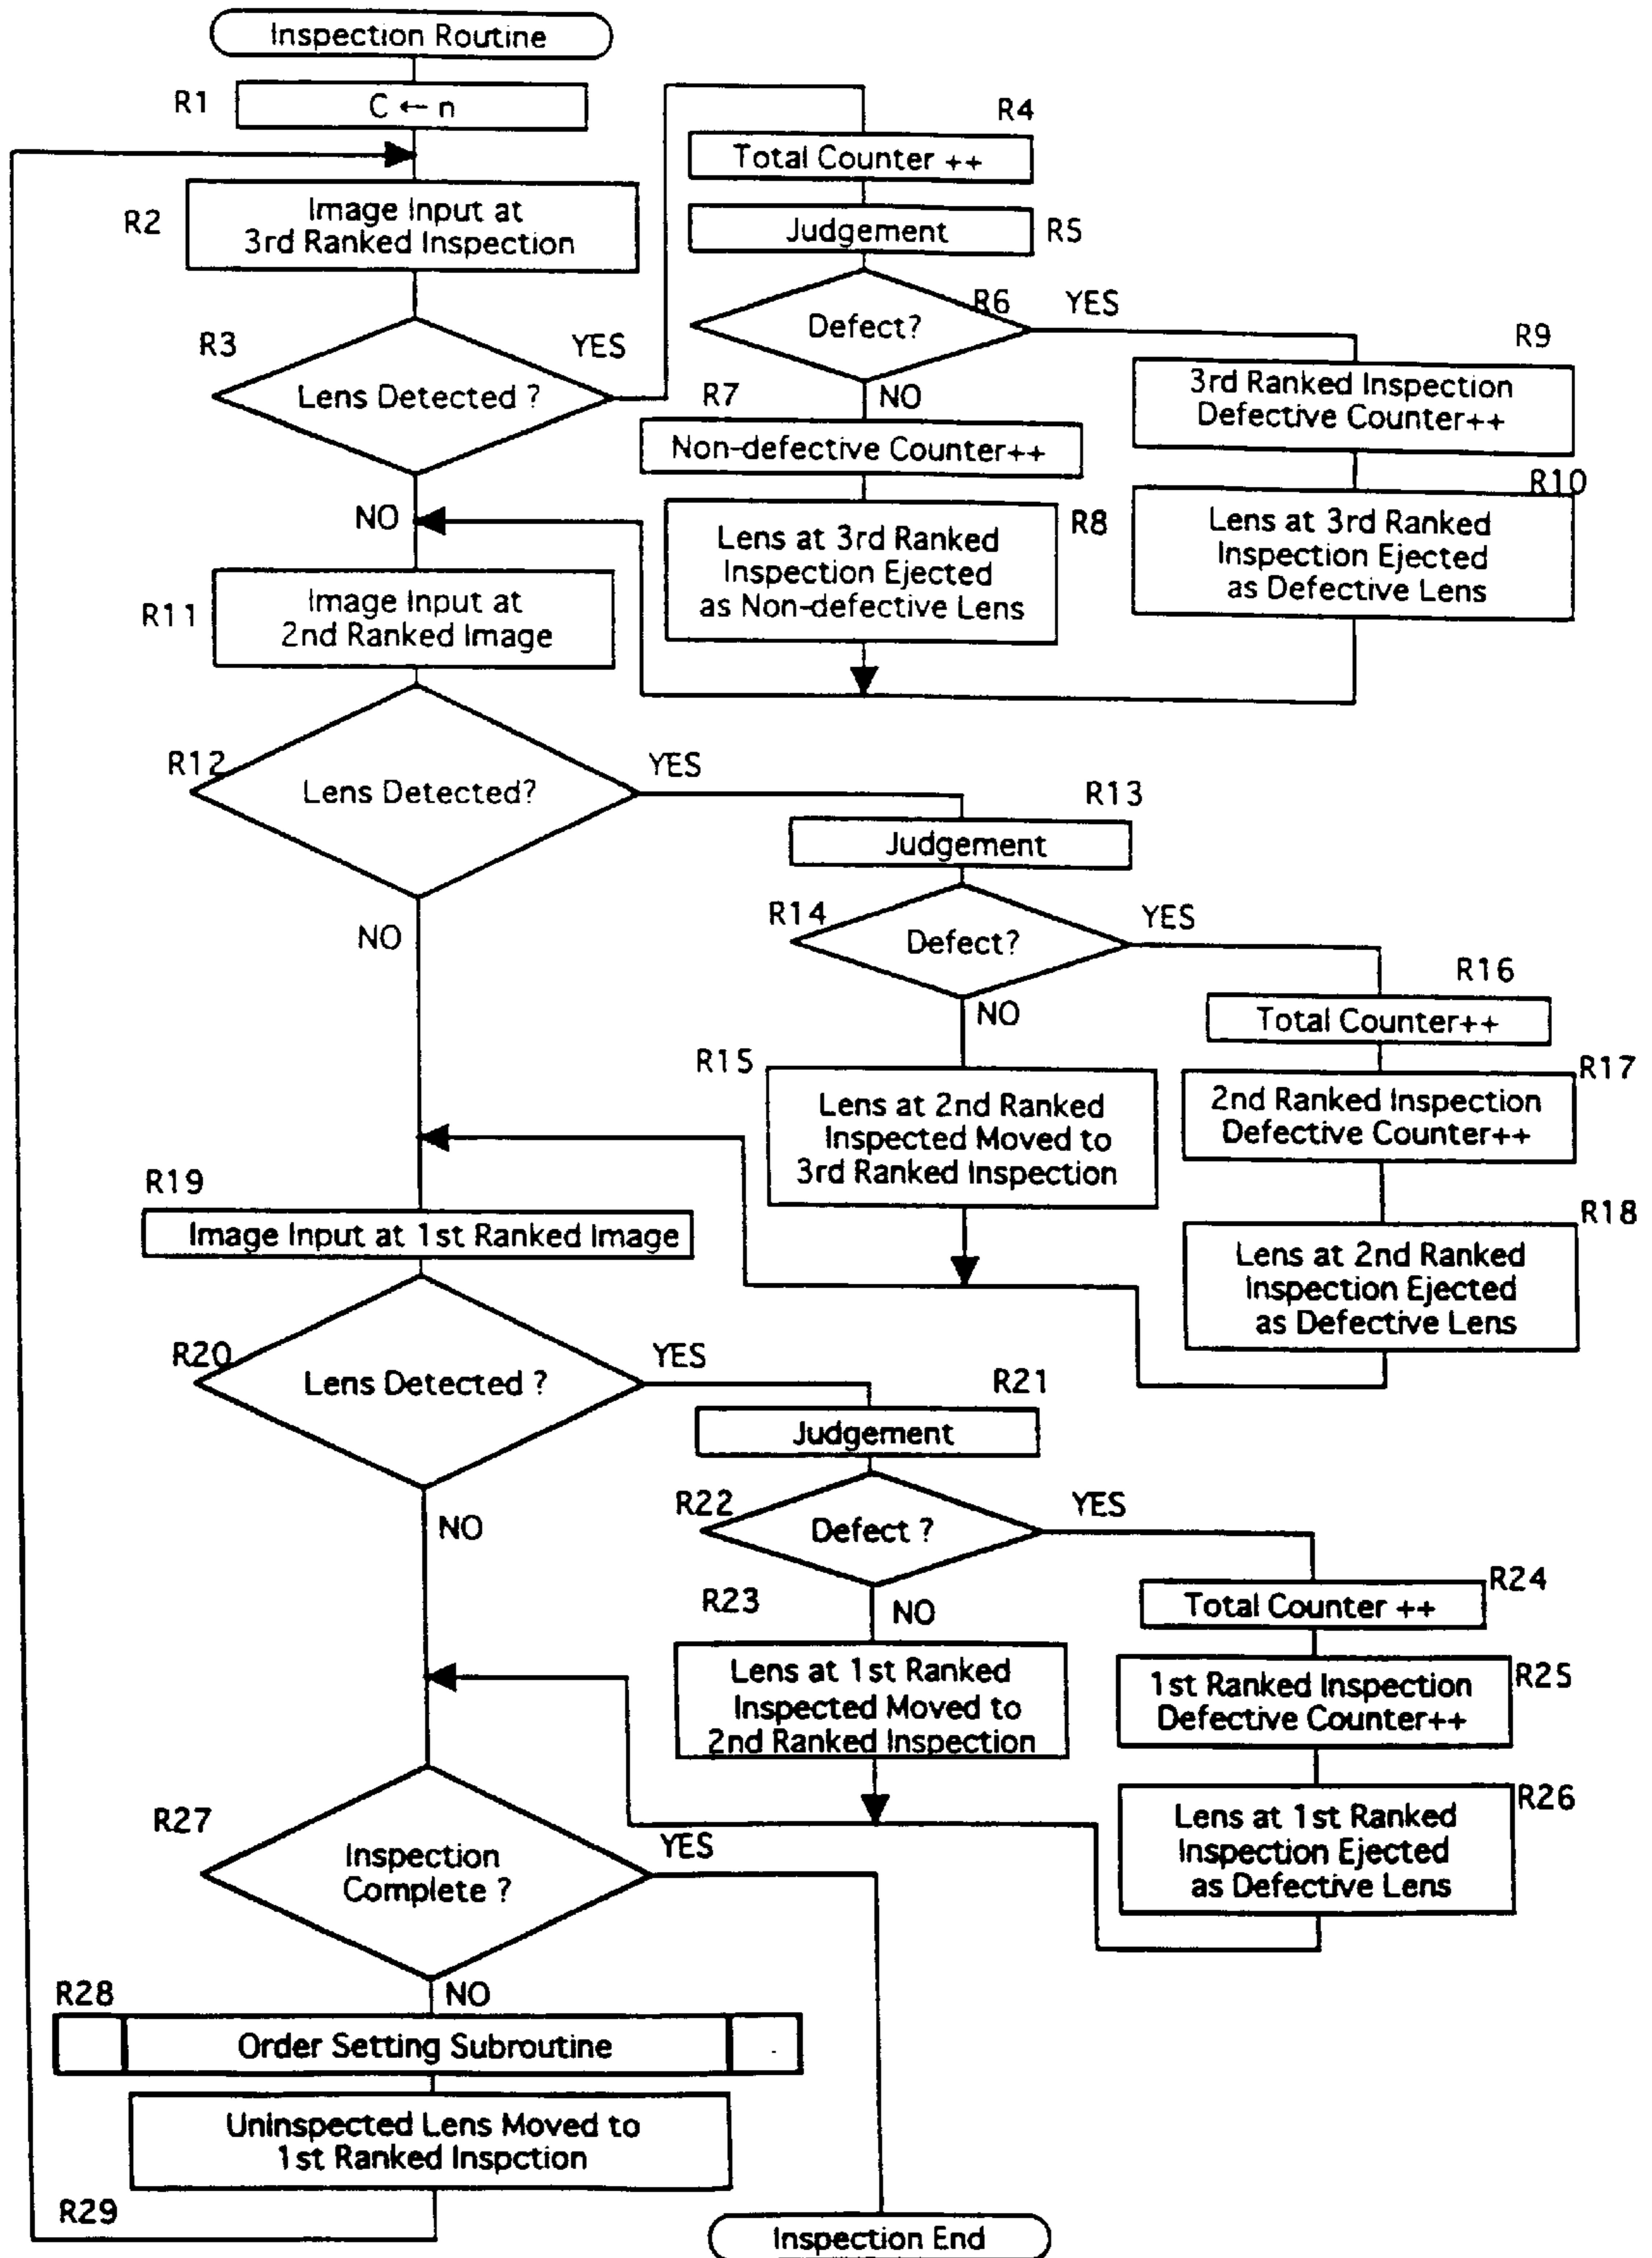 Inspection Routine
R1
C ← n
R2
Image Input at
3rd Ranked Inspection
R3
Lens Detected ?
YES
NO
R4
Total Counter ++
Judgement
R5
R6
Defect?
YES
NO
R7
Non-defective Counter++
Lens at 3rd Ranked
Inspection Ejected
as Non-defective Lens
R8
R9
3rd Ranked Inspection
Defective Counter++
R10
Lens at 3rd Ranked
Inspection Ejected
as Defective Lens
R11
Image Input at
2nd Ranked Image
R12
Lens Detected?
YES
NO
R13
Judgement
R14
Defect?
YES
NO
R15
Lens at 2nd Ranked
Inspected Moved to
3rd Ranked Inspection
R16
Total Counter++
R17
2nd Ranked Inspection
Defective Counter++
R18
Lens at 2nd Ranked
Inspection Ejected
as Defective Lens
R19
Image Input at 1st Ranked Image
R20
Lens Detected ?
YES
NO
R21
Judgement
R22
Defect ?
YES
NO
R23
Lens at 1st Ranked
Inspected Moved to
2nd Ranked Inspection
R24
Total Counter ++
R25
1st Ranked Inspection
Defective Counter++
R26
Lens at 1st Ranked
Inspection Ejected
as Defective Lens
R27
Inspection
Complete ?
YES
NO
R28
Order Setting Subroutine
Uninspected Lens Moved to
1st Ranked Inspction
R29
Inspection End